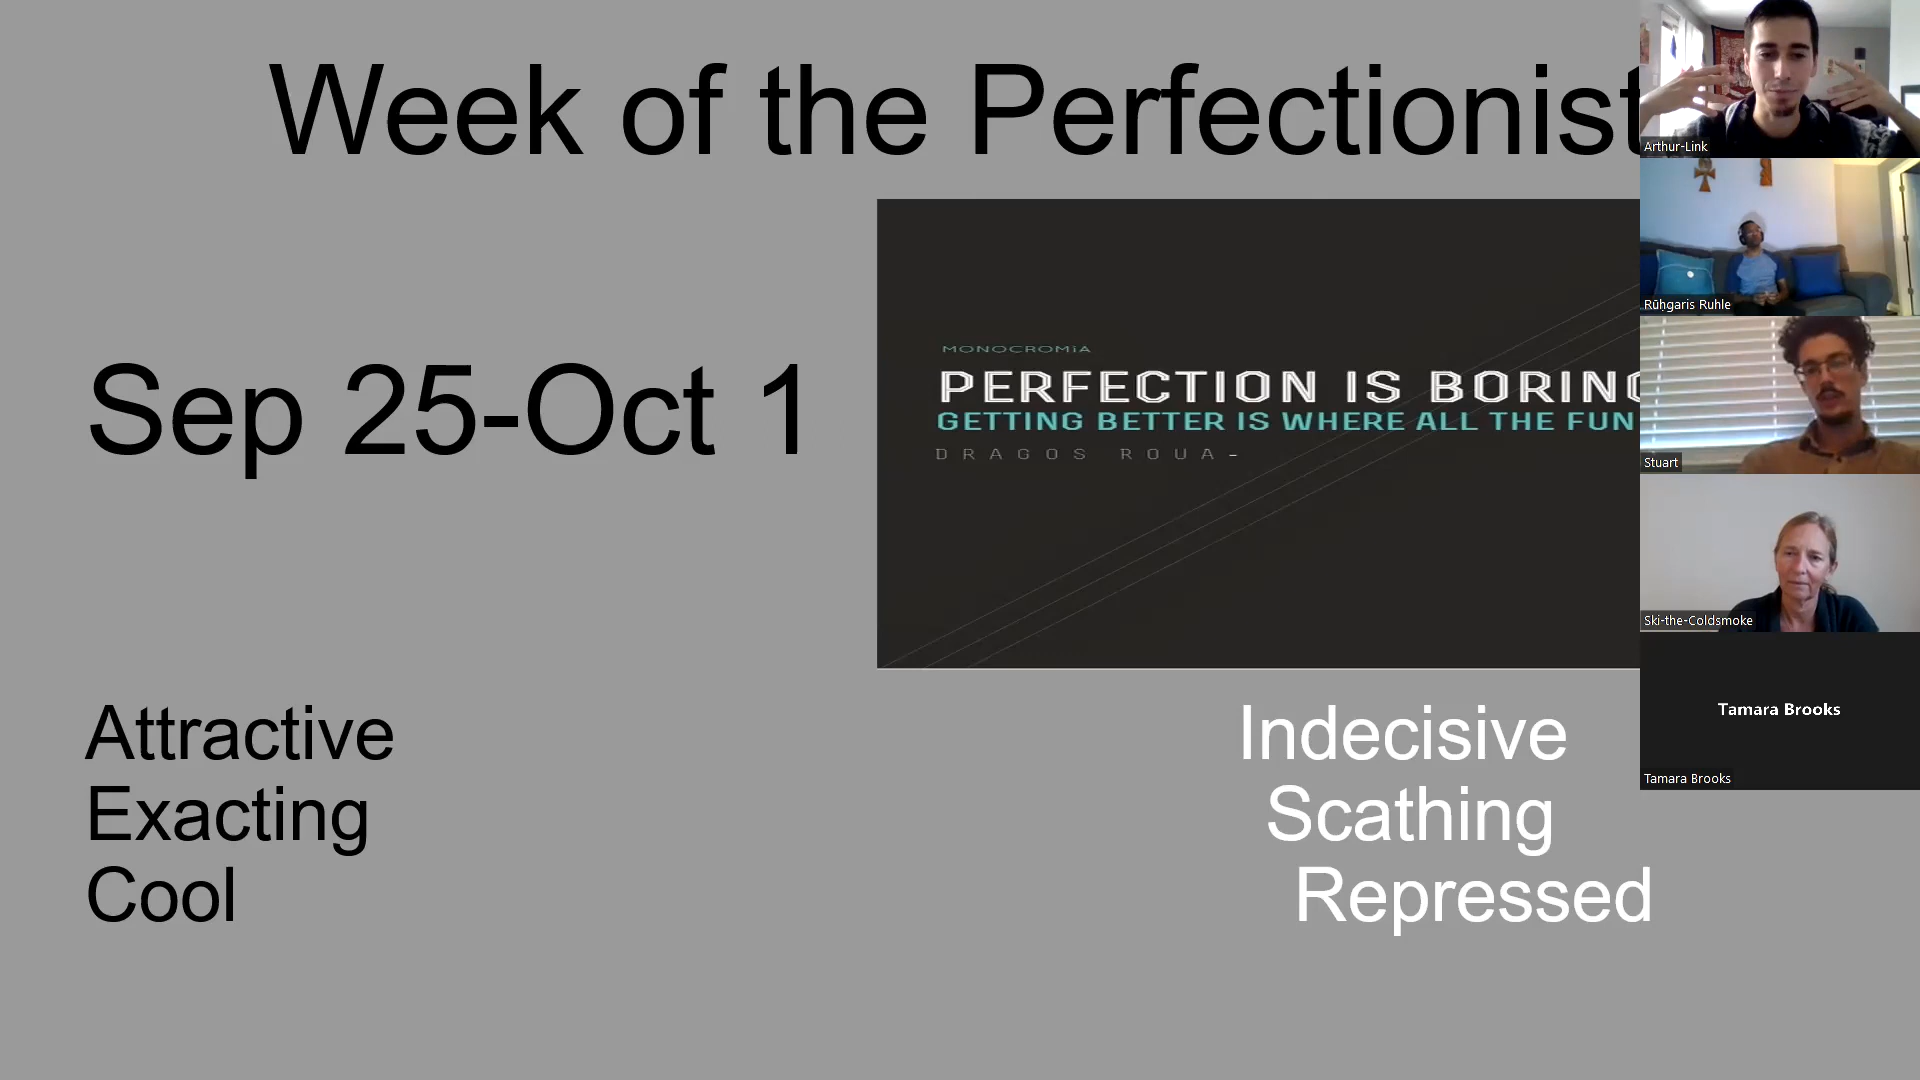 Week of the Perfectionist
Sep 25-Oct 1
MONOCROMiA
PERFECTION IS BORING
GETTING BETTER IS WHERE ALL THE FUN
DRAGOS ROUA-
Attractive
Exacting
Cool
Indecisive
Scathing
Repressed
Arthur-Link
Rūḥgaris Ruhle
Stuart
Ski-the-Coldsmoke
Tamara Brooks
Tamara Brooks